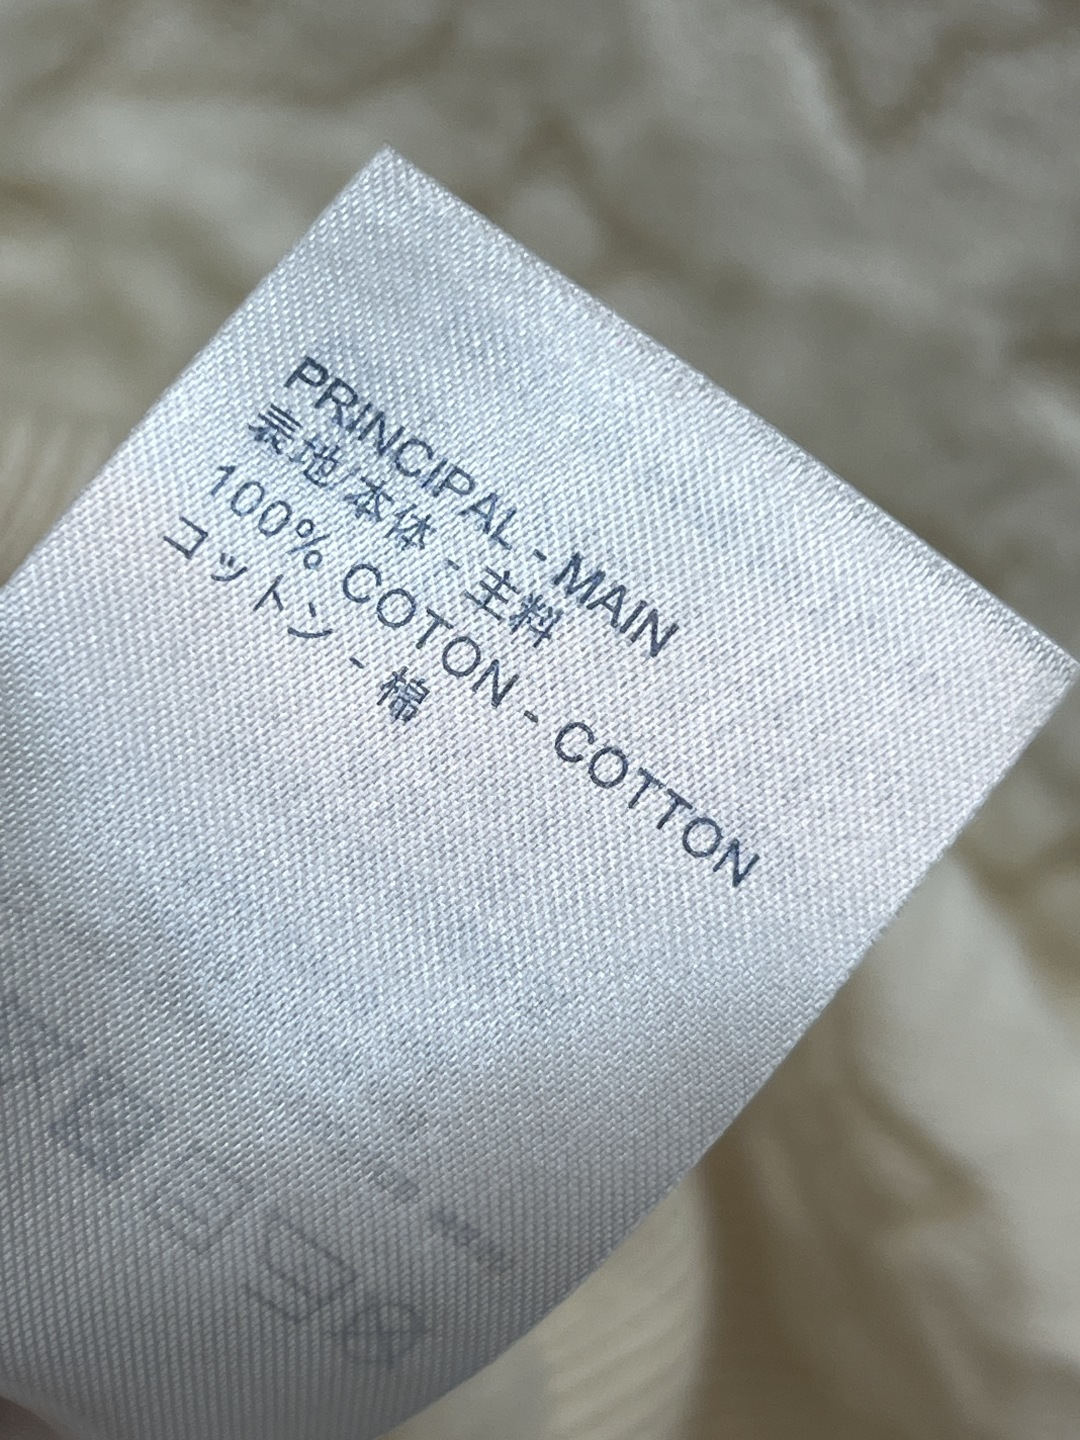 PRINCIPAL - MAIN
表地本体 - 主料
100% COTON - COTTON
コットン - 棉